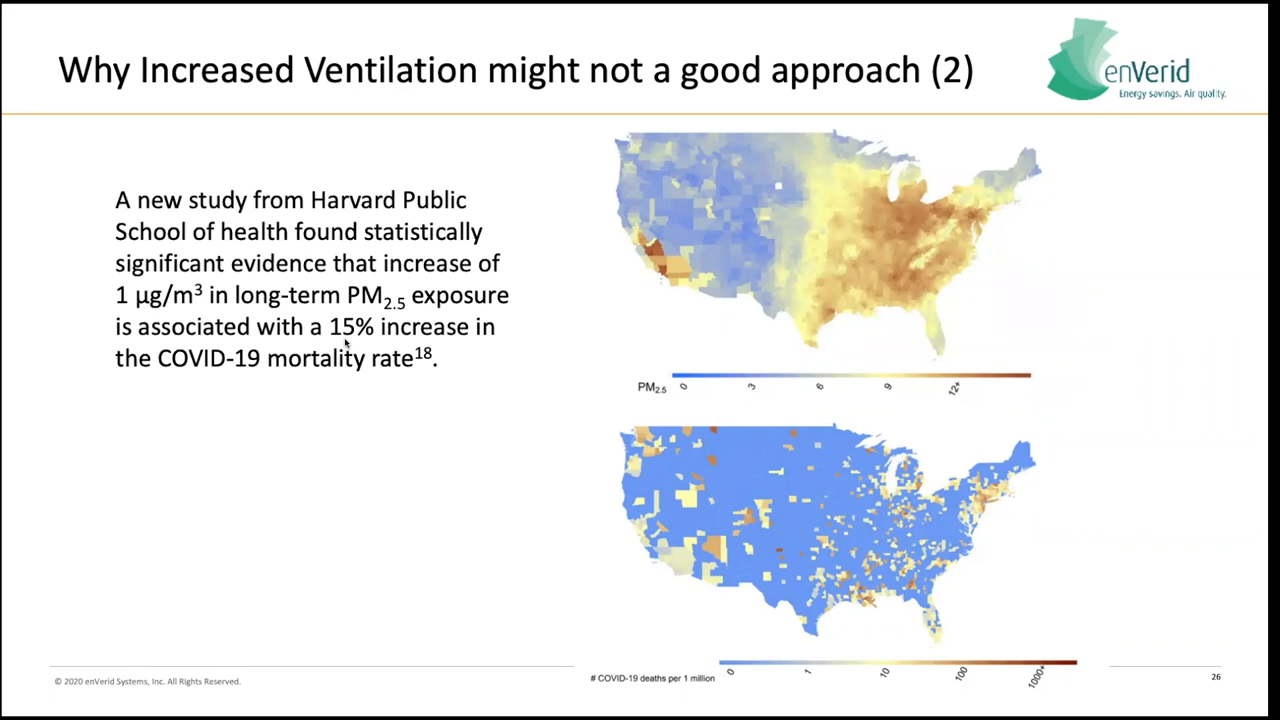 Why Increased Ventilation might not a good approach (2)
enVerid
Energy savings. Air quality.
A new study from Harvard Public
School of health found statistically
significant evidence that increase of
1 µg/m³ in long-term PM₂.₅ exposure
is associated with a 15% increase in
the COVID-19 mortality rate¹⁸.
PM₂.₅ 0 3 6 9 12+
# COVID-19 deaths per 1 million 0 1 10 100 1000+
© 2020 enVerid Systems, Inc. All Rights Reserved.
26